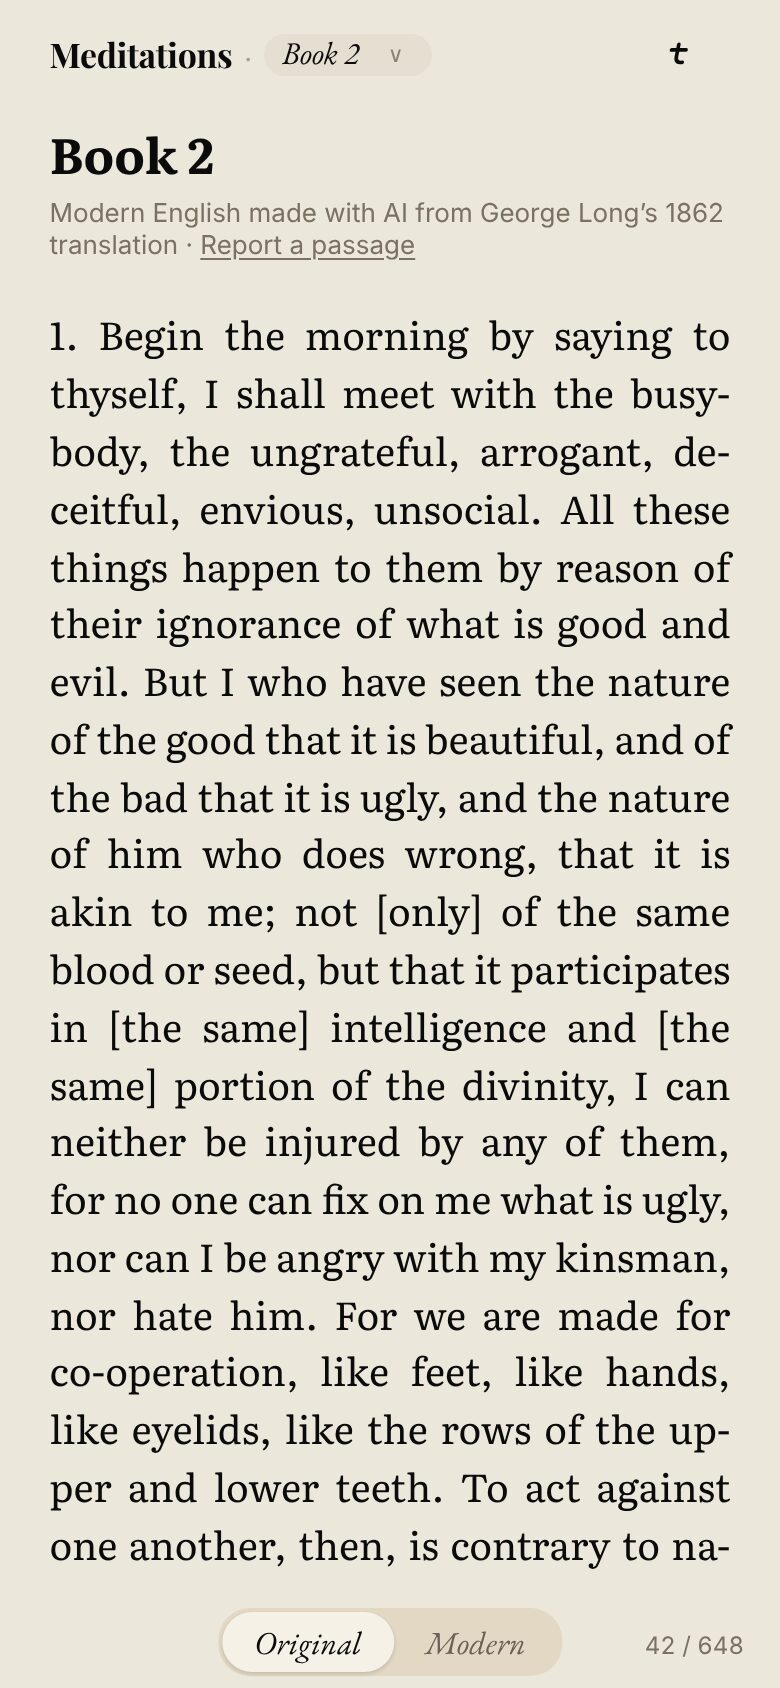 Meditations · Book 2 ∨ t
Book 2
Modern English made with AI from George Long’s 1862
translation · Report a passage
1. Begin the morning by saying to
thyself, I shall meet with the busy-
body, the ungrateful, arrogant, de-
ceitful, envious, unsocial. All these
things happen to them by reason of
their ignorance of what is good and
evil. But I who have seen the nature
of the good that it is beautiful, and of
the bad that it is ugly, and the nature
of him who does wrong, that it is
akin to me; not [only] of the same
blood or seed, but that it participates
in [the same] intelligence and [the
same] portion of the divinity, I can
neither be injured by any of them,
for no one can fix on me what is ugly,
nor can I be angry with my kinsman,
nor hate him. For we are made for
co-operation, like feet, like hands,
like eyelids, like the rows of the up-
per and lower teeth. To act against
one another, then, is contrary to na-
Original Modern 42 / 648